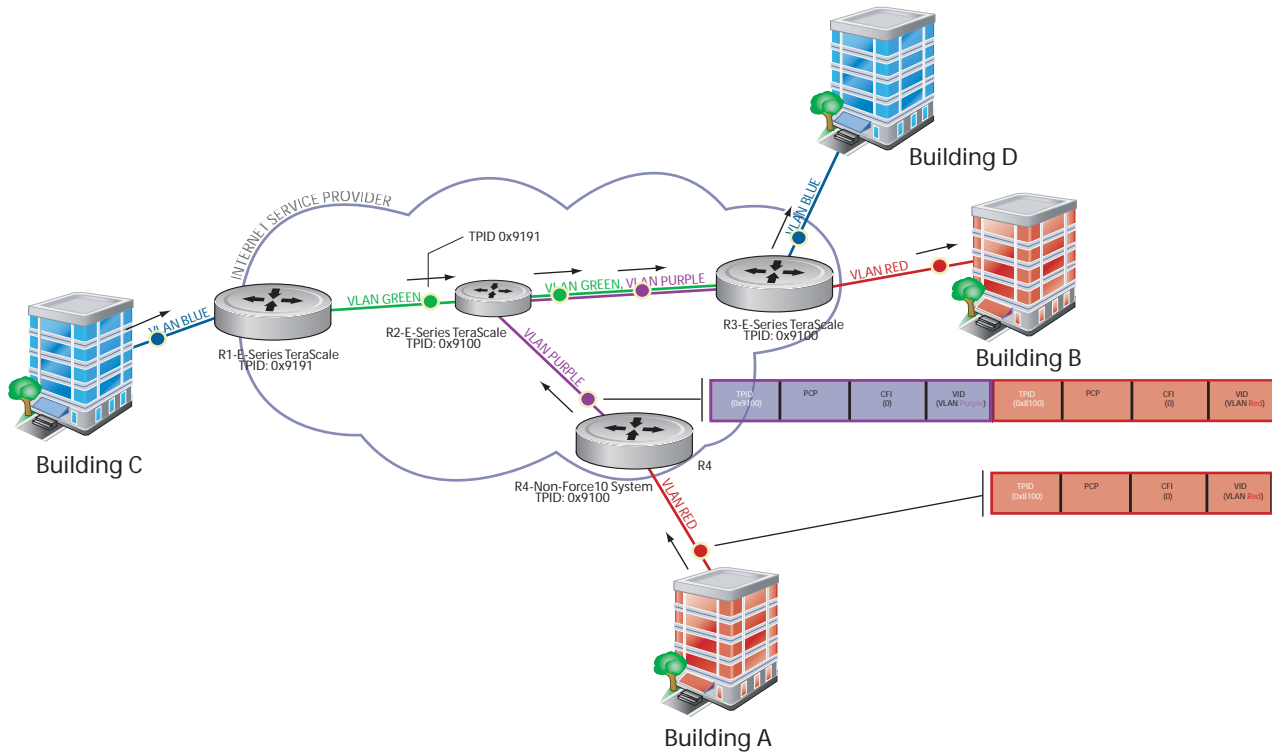 Building D
INTERNET SERVICE PROVIDER
VLAN BLUE
TPID 0x9191
Building B
VLAN RED
VLAN GREEN
VLAN GREEN, VLAN PURPLE
VLAN BLUE
R1-E-Series TeraScale
TPID: 0x9191
R2-E-Series TeraScale
TPID: 0x9100
R3-E-Series TeraScale
TPID: 0x9100
VLAN PURPLE
Building C
TPID
(0x9100)
PCP
CFI
(0)
VID
(VLAN Purple)
TPID
(0x8100)
PCP
CFI
(0)
VID
(VLAN Red)
R4
R4-Non-Force10 System
TPID: 0x9100
VLAN RED
TPID
(0x8100)
PCP
CFI
(0)
VID
(VLAN Red)
Building A